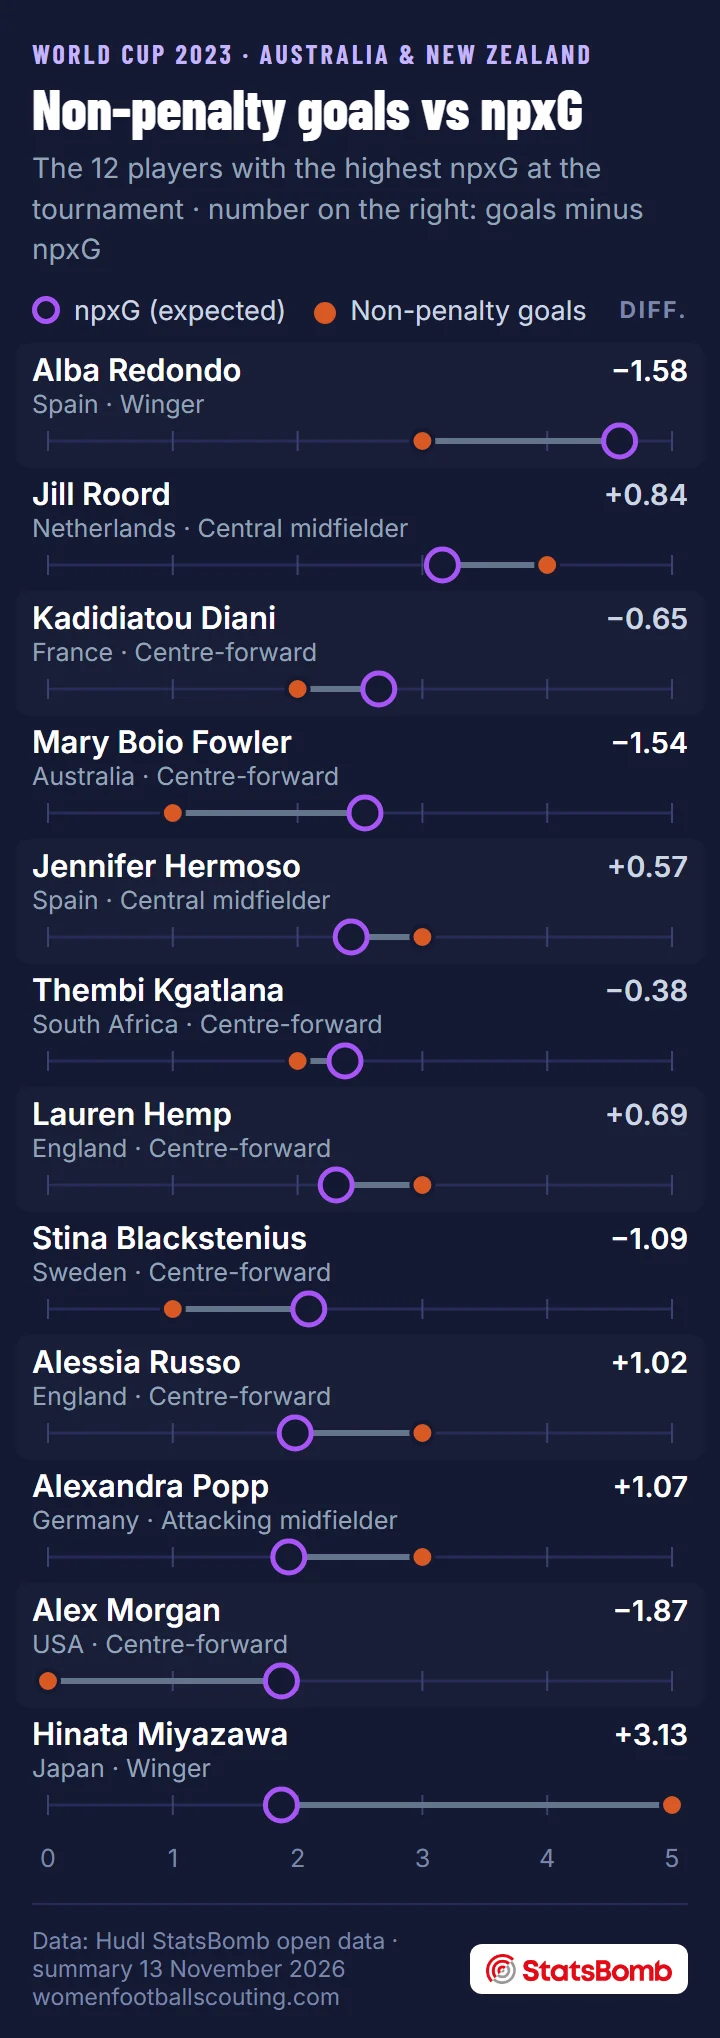 WORLD CUP 2023 · AUSTRALIA & NEW ZEALAND
Non-penalty goals vs npxG
The 12 players with the highest npxG at the
tournament · number on the right: goals minus
npxG
npxG (expected) Non-penalty goals DIFF.
Alba Redondo −1.58
Spain · Winger
Jill Roord +0.84
Netherlands · Central midfielder
Kadidiatou Diani −0.65
France · Centre-forward
Mary Boio Fowler −1.54
Australia · Centre-forward
Jennifer Hermoso +0.57
Spain · Central midfielder
Thembi Kgatlana −0.38
South Africa · Centre-forward
Lauren Hemp +0.69
England · Centre-forward
Stina Blackstenius −1.09
Sweden · Centre-forward
Alessia Russo +1.02
England · Centre-forward
Alexandra Popp +1.07
Germany · Attacking midfielder
Alex Morgan −1.87
USA · Centre-forward
Hinata Miyazawa +3.13
Japan · Winger
0 1 2 3 4 5
Data: Hudl StatsBomb open data ·
summary 13 November 2026
womenfootballscouting.com
StatsBomb